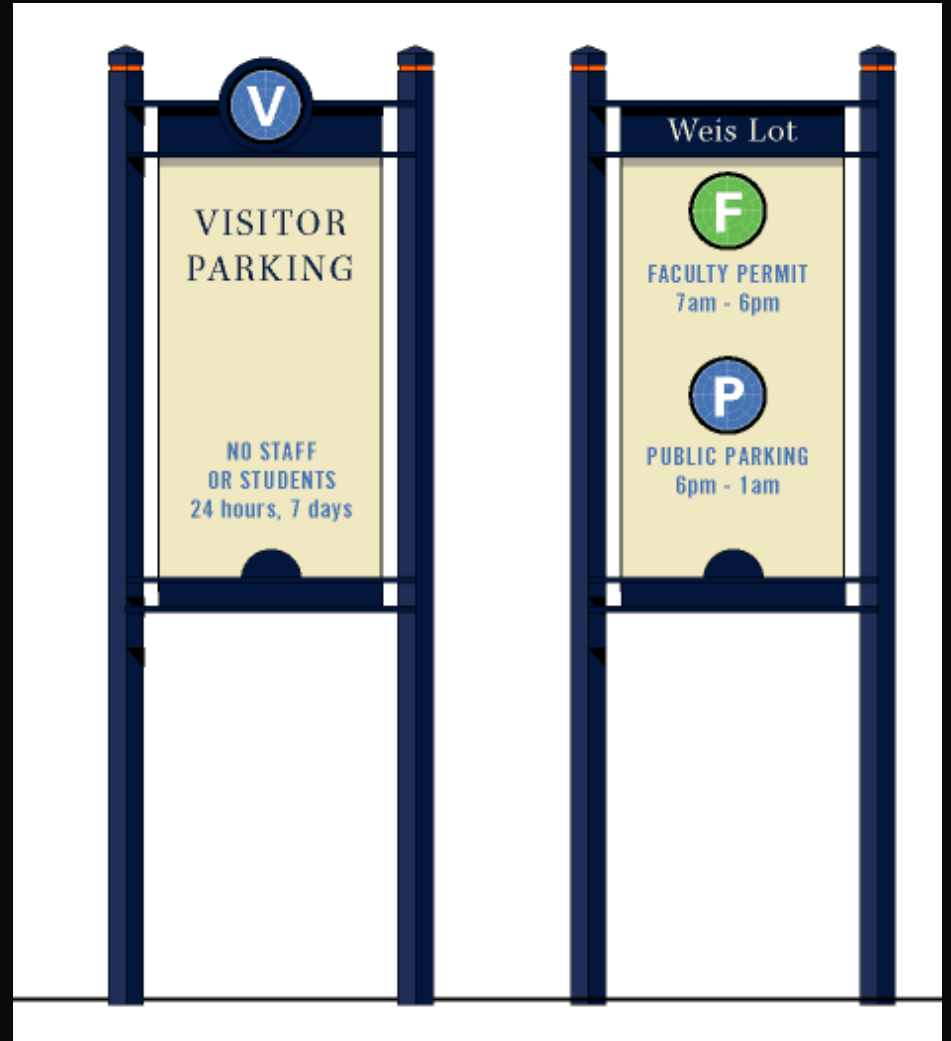 V
VISITOR
PARKING
NO STAFF
OR STUDENTS
24 hours, 7 days
Weis Lot
F
FACULTY PERMIT
7am - 6pm
P
PUBLIC PARKING
6pm - 1am